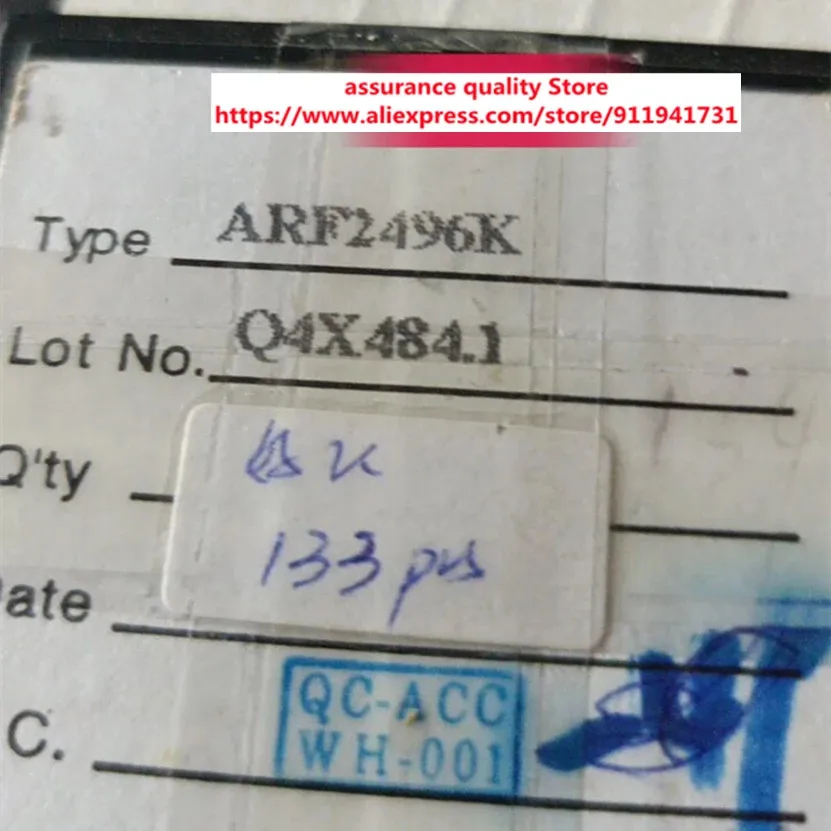 assurance quality Store
https://www.aliexpress.com/store/911941731
Type ARF2496K
Lot No. Q4X484.1
Q'ty
133 pcs
ate
C.
QC-ACC
WH-001